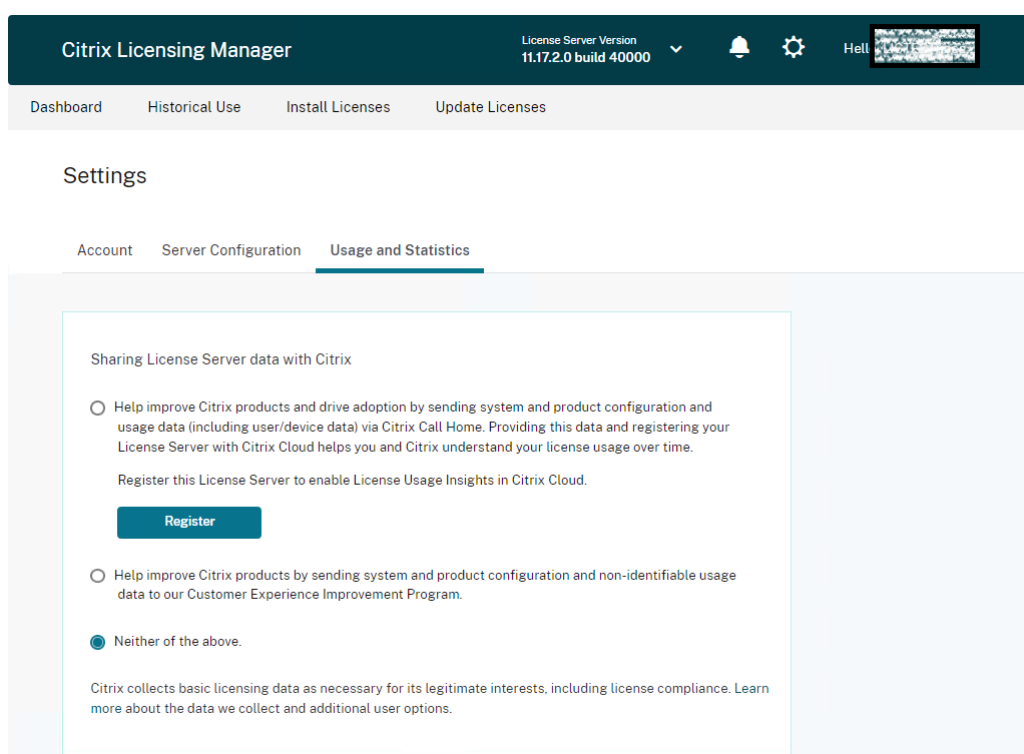 Citrix Licensing Manager
License Server Version
11.17.2.0 build 40000
Hell
Dashboard Historical Use Install Licenses Update Licenses
Settings
Account Server Configuration Usage and Statistics
Sharing License Server data with Citrix
Help improve Citrix products and drive adoption by sending system and product configuration and
usage data (including user/device data) via Citrix Call Home. Providing this data and registering your
License Server with Citrix Cloud helps you and Citrix understand your license usage over time.
Register this License Server to enable License Usage Insights in Citrix Cloud.
Register
Help improve Citrix products by sending system and product configuration and non-identifiable usage
data to our Customer Experience Improvement Program.
Neither of the above.
Citrix collects basic licensing data as necessary for its legitimate interests, including license compliance. Learn
more about the data we collect and additional user options.